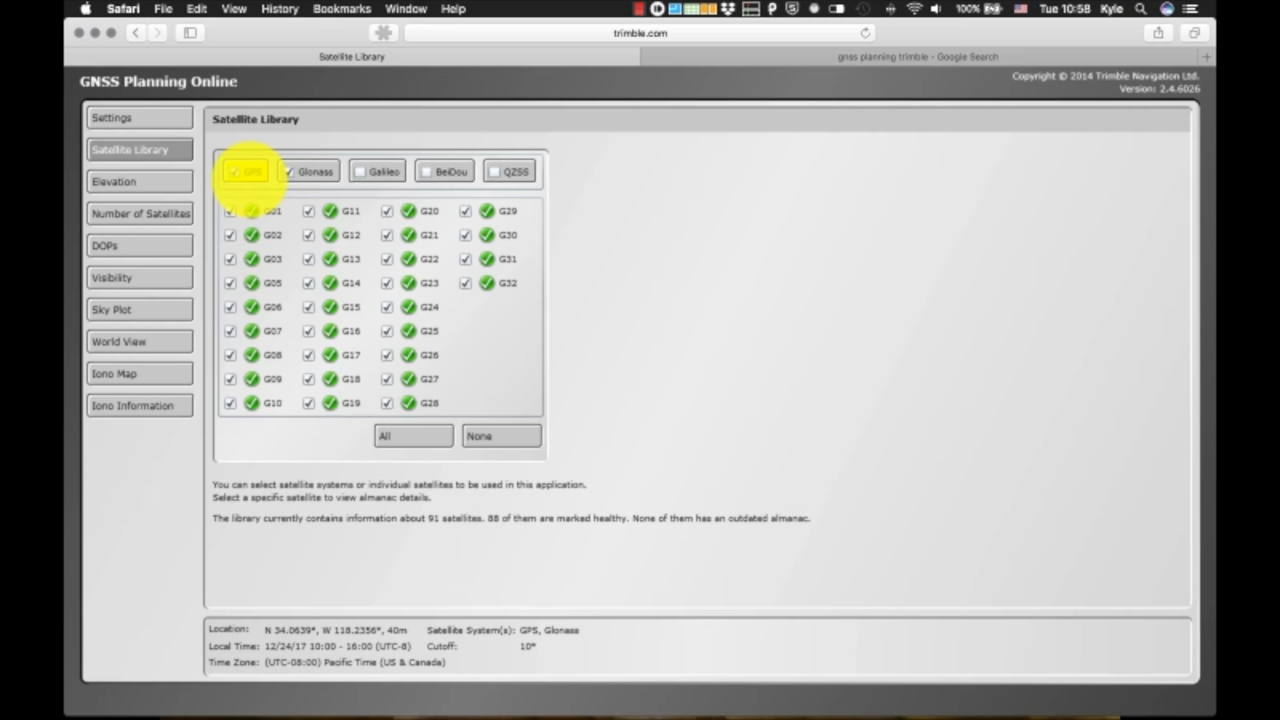 Safari File Edit View History Bookmarks Window Help 100% Tue 10:58 Kyle
trimble.com
Satellite Library gnss planning trimble - Google Search
GNSS Planning Online
Copyright © 2014 Trimble Navigation Ltd.
Version: 2.4.6026
Settings
Satellite Library
Elevation
Number of Satellites
DOPs
Visibility
Sky Plot
World View
Iono Map
Iono Information
Satellite Library
GPS Glonass Galileo BeiDou QZSS
G01 G11 G20 G29
G02 G12 G21 G30
G03 G13 G22 G31
G05 G14 G23 G32
G06 G15 G24
G07 G16 G25
G08 G17 G26
G09 G18 G27
G10 G19 G28
All None
You can select satellite systems or individual satellites to be used in this application.
Select a specific satellite to view almanac details.
The library currently contains information about 91 satellites. 88 of them are marked healthy. None of them has an outdated almanac.
Location: N 34.0639°, W 118.2356°, 40m Satellite System(s): GPS, Glonass
Local Time: 12/24/17 10:00 - 16:00 (UTC-8) Cutoff: 10°
Time Zone: (UTC-08:00) Pacific Time (US & Canada)